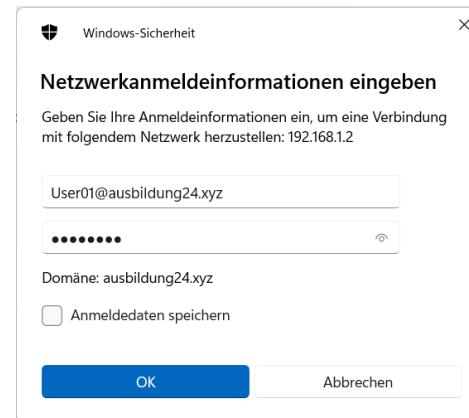 Windows-Sicherheit
Netzwerkanmeldeinformationen eingeben
Geben Sie Ihre Anmeldeinformationen ein, um eine Verbindung
mit folgendem Netzwerk herzustellen: 192.168.1.2
User01@ausbildung24.xyz
●●●●●●●●
Domäne: ausbildung24.xyz
Anmeldedaten speichern
OK Abbrechen